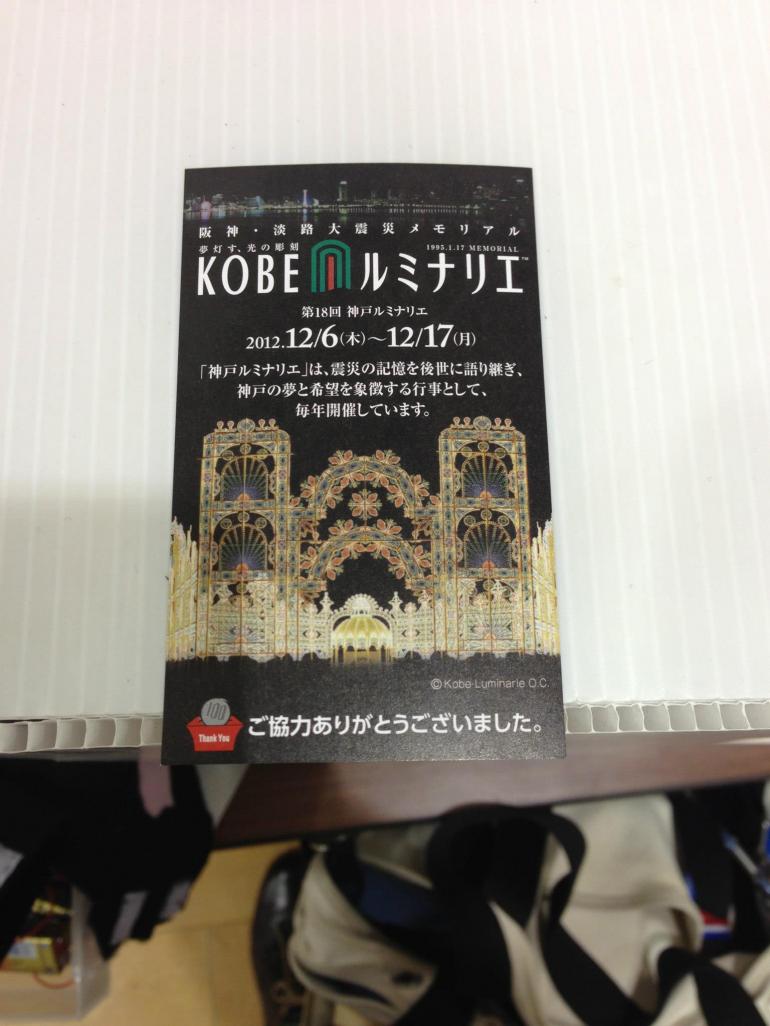 阪神・淡路大震災メモリアル
夢灯す、光の彫刻
1995.1.17 MEMORIAL
KOBE ルミナリエ™
第18回 神戸ルミナリエ
2012.12/6(木)〜12/17(月)
「神戸ルミナリエ」は、震災の記憶を後世に語り継ぎ、
神戸の夢と希望を象徴する行事として、
毎年開催しています。
©Kobe Luminarie O.C.
100
Thank You
ご協力ありがとうございました。